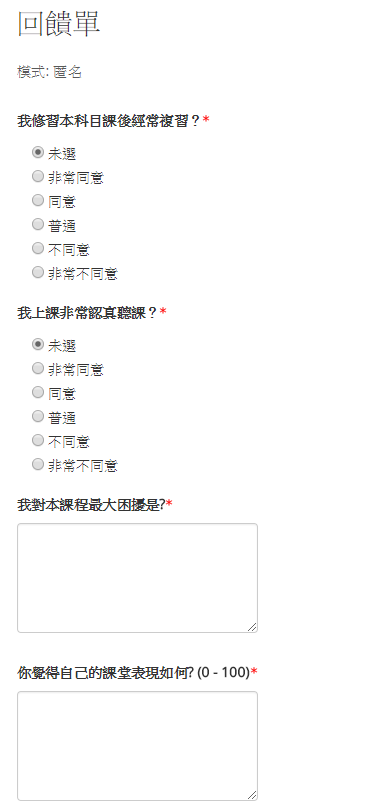 回饋單
模式: 匿名
我修習本科目課後經常複習？*
未選
非常同意
同意
普通
不同意
非常不同意
我上課非常認真聽課？*
未選
非常同意
同意
普通
不同意
非常不同意
我對本課程最大困擾是?*
你覺得自己的課堂表現如何? (0 - 100)*